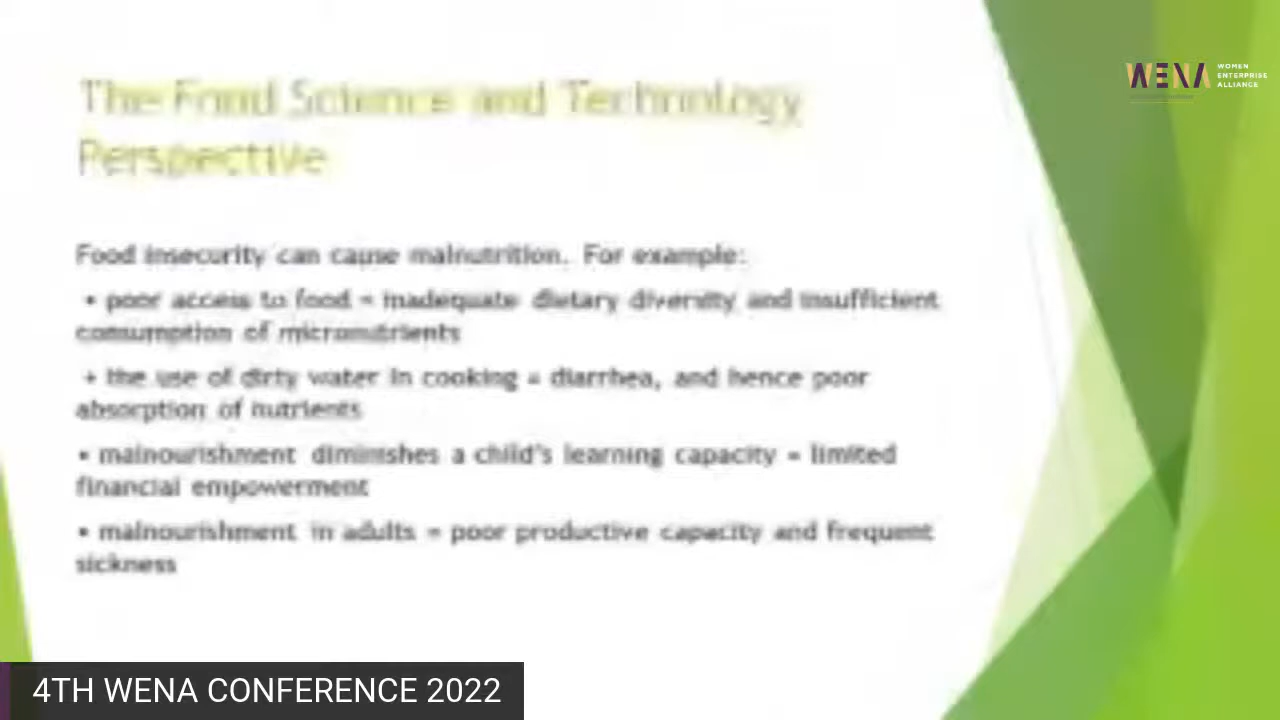 The Food Science and Technology
Perspective
WENA WOMEN
ENTERPRISE
ALLIANCE
Food insecurity can cause malnutrition. For example:
• poor access to food = inadequate dietary diversity and insufficient
consumption of micronutrients
• the use of dirty water in cooking = diarrhea, and hence poor
absorption of nutrients
• malnourishment diminishes a child's learning capacity = limited
financial empowerment
• malnourishment in adults = poor productive capacity and frequent
sickness
4TH WENA CONFERENCE 2022